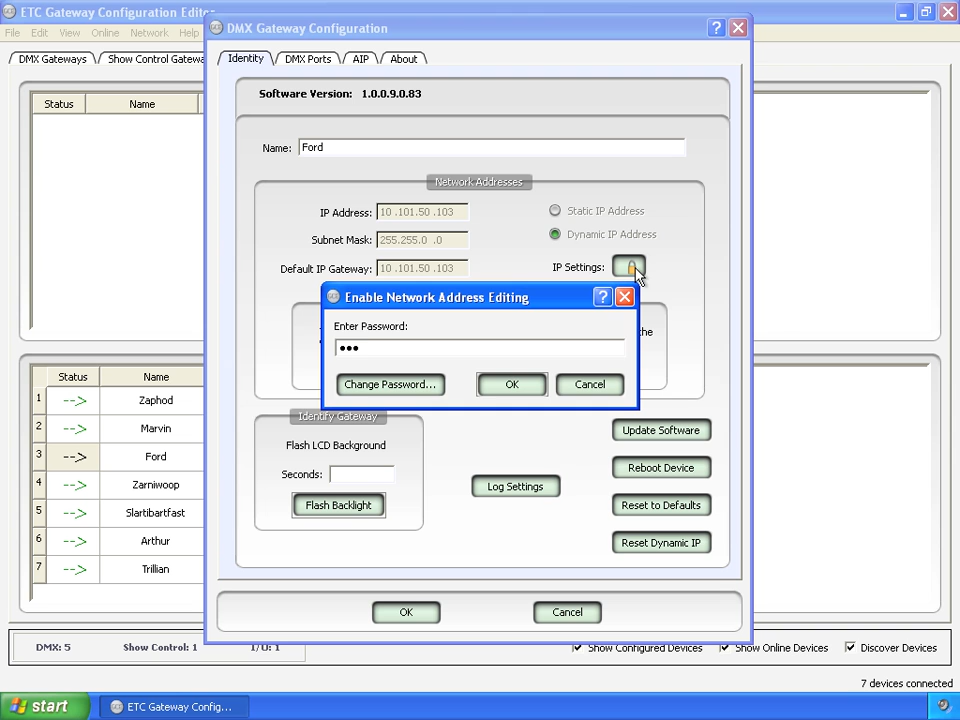 ETC Gateway Configuration
DMX Gateway Configuration
File Edit View Online Network Help
DMX Gateways Show Control
Identity DMX Ports AIP About
Software Version: 1.0.0.9.0.83
Status Name
Name: Ford
Network Addresses
IP Address: 10 .101.50 .103
Static IP Address
Subnet Mask: 255.255.0 .0
Dynamic IP Address
Default IP Gateway: 10 .101.50 .103
IP Settings:
Enable Network Address Editing
the
Enter Password:
●●●
Change Password... OK Cancel
Status Name
1 --> Zaphod
2 --> Marvin
3 --> Ford
4 --> Zarniwoop
5 --> Slartibartfast
6 --> Arthur
7 --> Trillian
Identify Gateway
Flash LCD Background
Seconds:
Flash Backlight
Log Settings
Update Software
Reboot Device
Reset to Defaults
Reset Dynamic IP
OK Cancel
DMX: 5 Show Control: 1 I/O: 1
Show Configured Devices Show Online Devices Discover Devices
7 devices connected
start ETC Gateway Config...